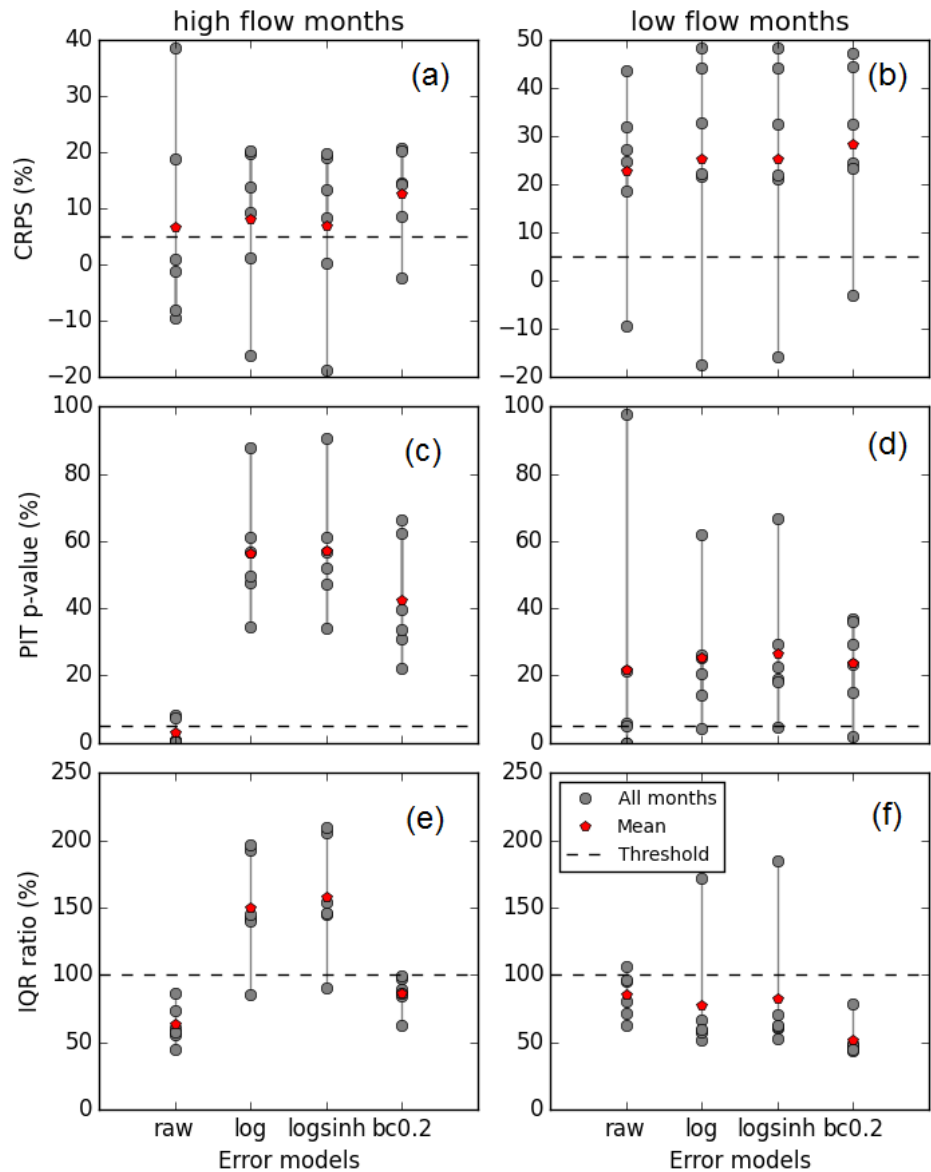 high flow months
low flow months
40
30
20
10
0
−10
−20
CRPS (%)
(a)
50
40
30
20
10
0
−10
−20
(b)
100
80
60
40
20
0
PIT p-value (%)
(c)
100
80
60
40
20
0
(d)
250
200
150
100
50
0
IQR ratio (%)
(e)
raw log logsinh bc0.2
Error models
250
200
150
100
50
0
All months
Mean
Threshold
(f)
raw log logsinh bc0.2
Error models